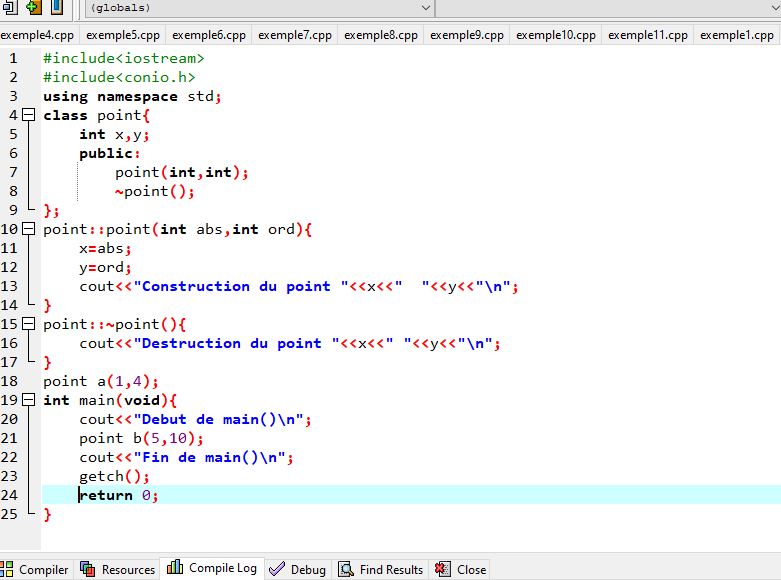 (globals)
exemple4.cpp exemple5.cpp exemple6.cpp exemple7.cpp exemple8.cpp exemple9.cpp exemple10.cpp exemple11.cpp exemple1.cpp
1 #include<iostream>
2 #include<conio.h>
3 using namespace std;
4 class point{
5 int x,y;
6 public:
7 point(int,int);
8 ~point();
9 };
10 point::point(int abs,int ord){
11 x=abs;
12 y=ord;
13 cout<<"Construction du point "<<x<<"  "<<y<<"\n";
14 }
15 point::~point(){
16 cout<<"Destruction du point "<<x<<" "<<y<<"\n";
17 }
18 point a(1,4);
19 int main(void){
20 cout<<"Debut de main()\n";
21 point b(5,10);
22 cout<<"Fin de main()\n";
23 getch();
24 return 0;
25 }
Compiler Resources Compile Log Debug Find Results Close